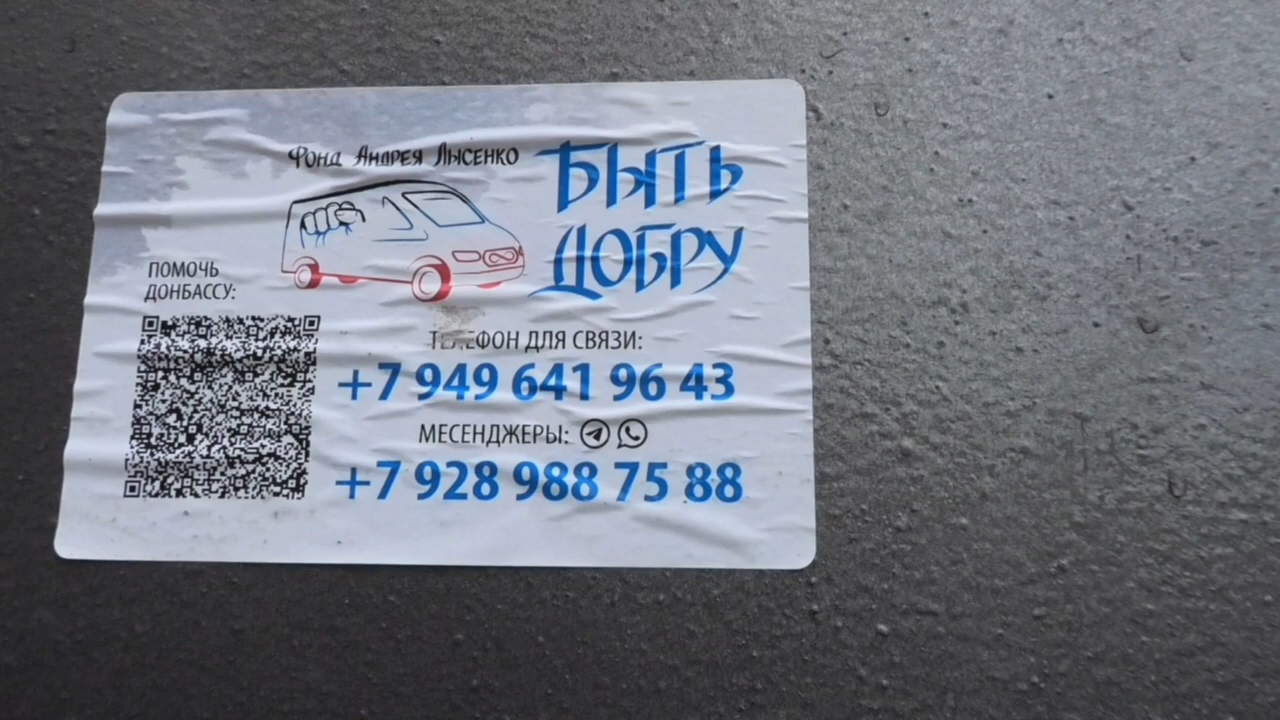 Фонд Андрея Лысенко
БЫТЬ
ДОБРУ
ПОМОЧЬ
ДОНБАССУ:
ТЕЛЕФОН ДЛЯ СВЯЗИ:
+7 949 641 96 43
МЕСЕНДЖЕРЫ:
+7 928 988 75 88